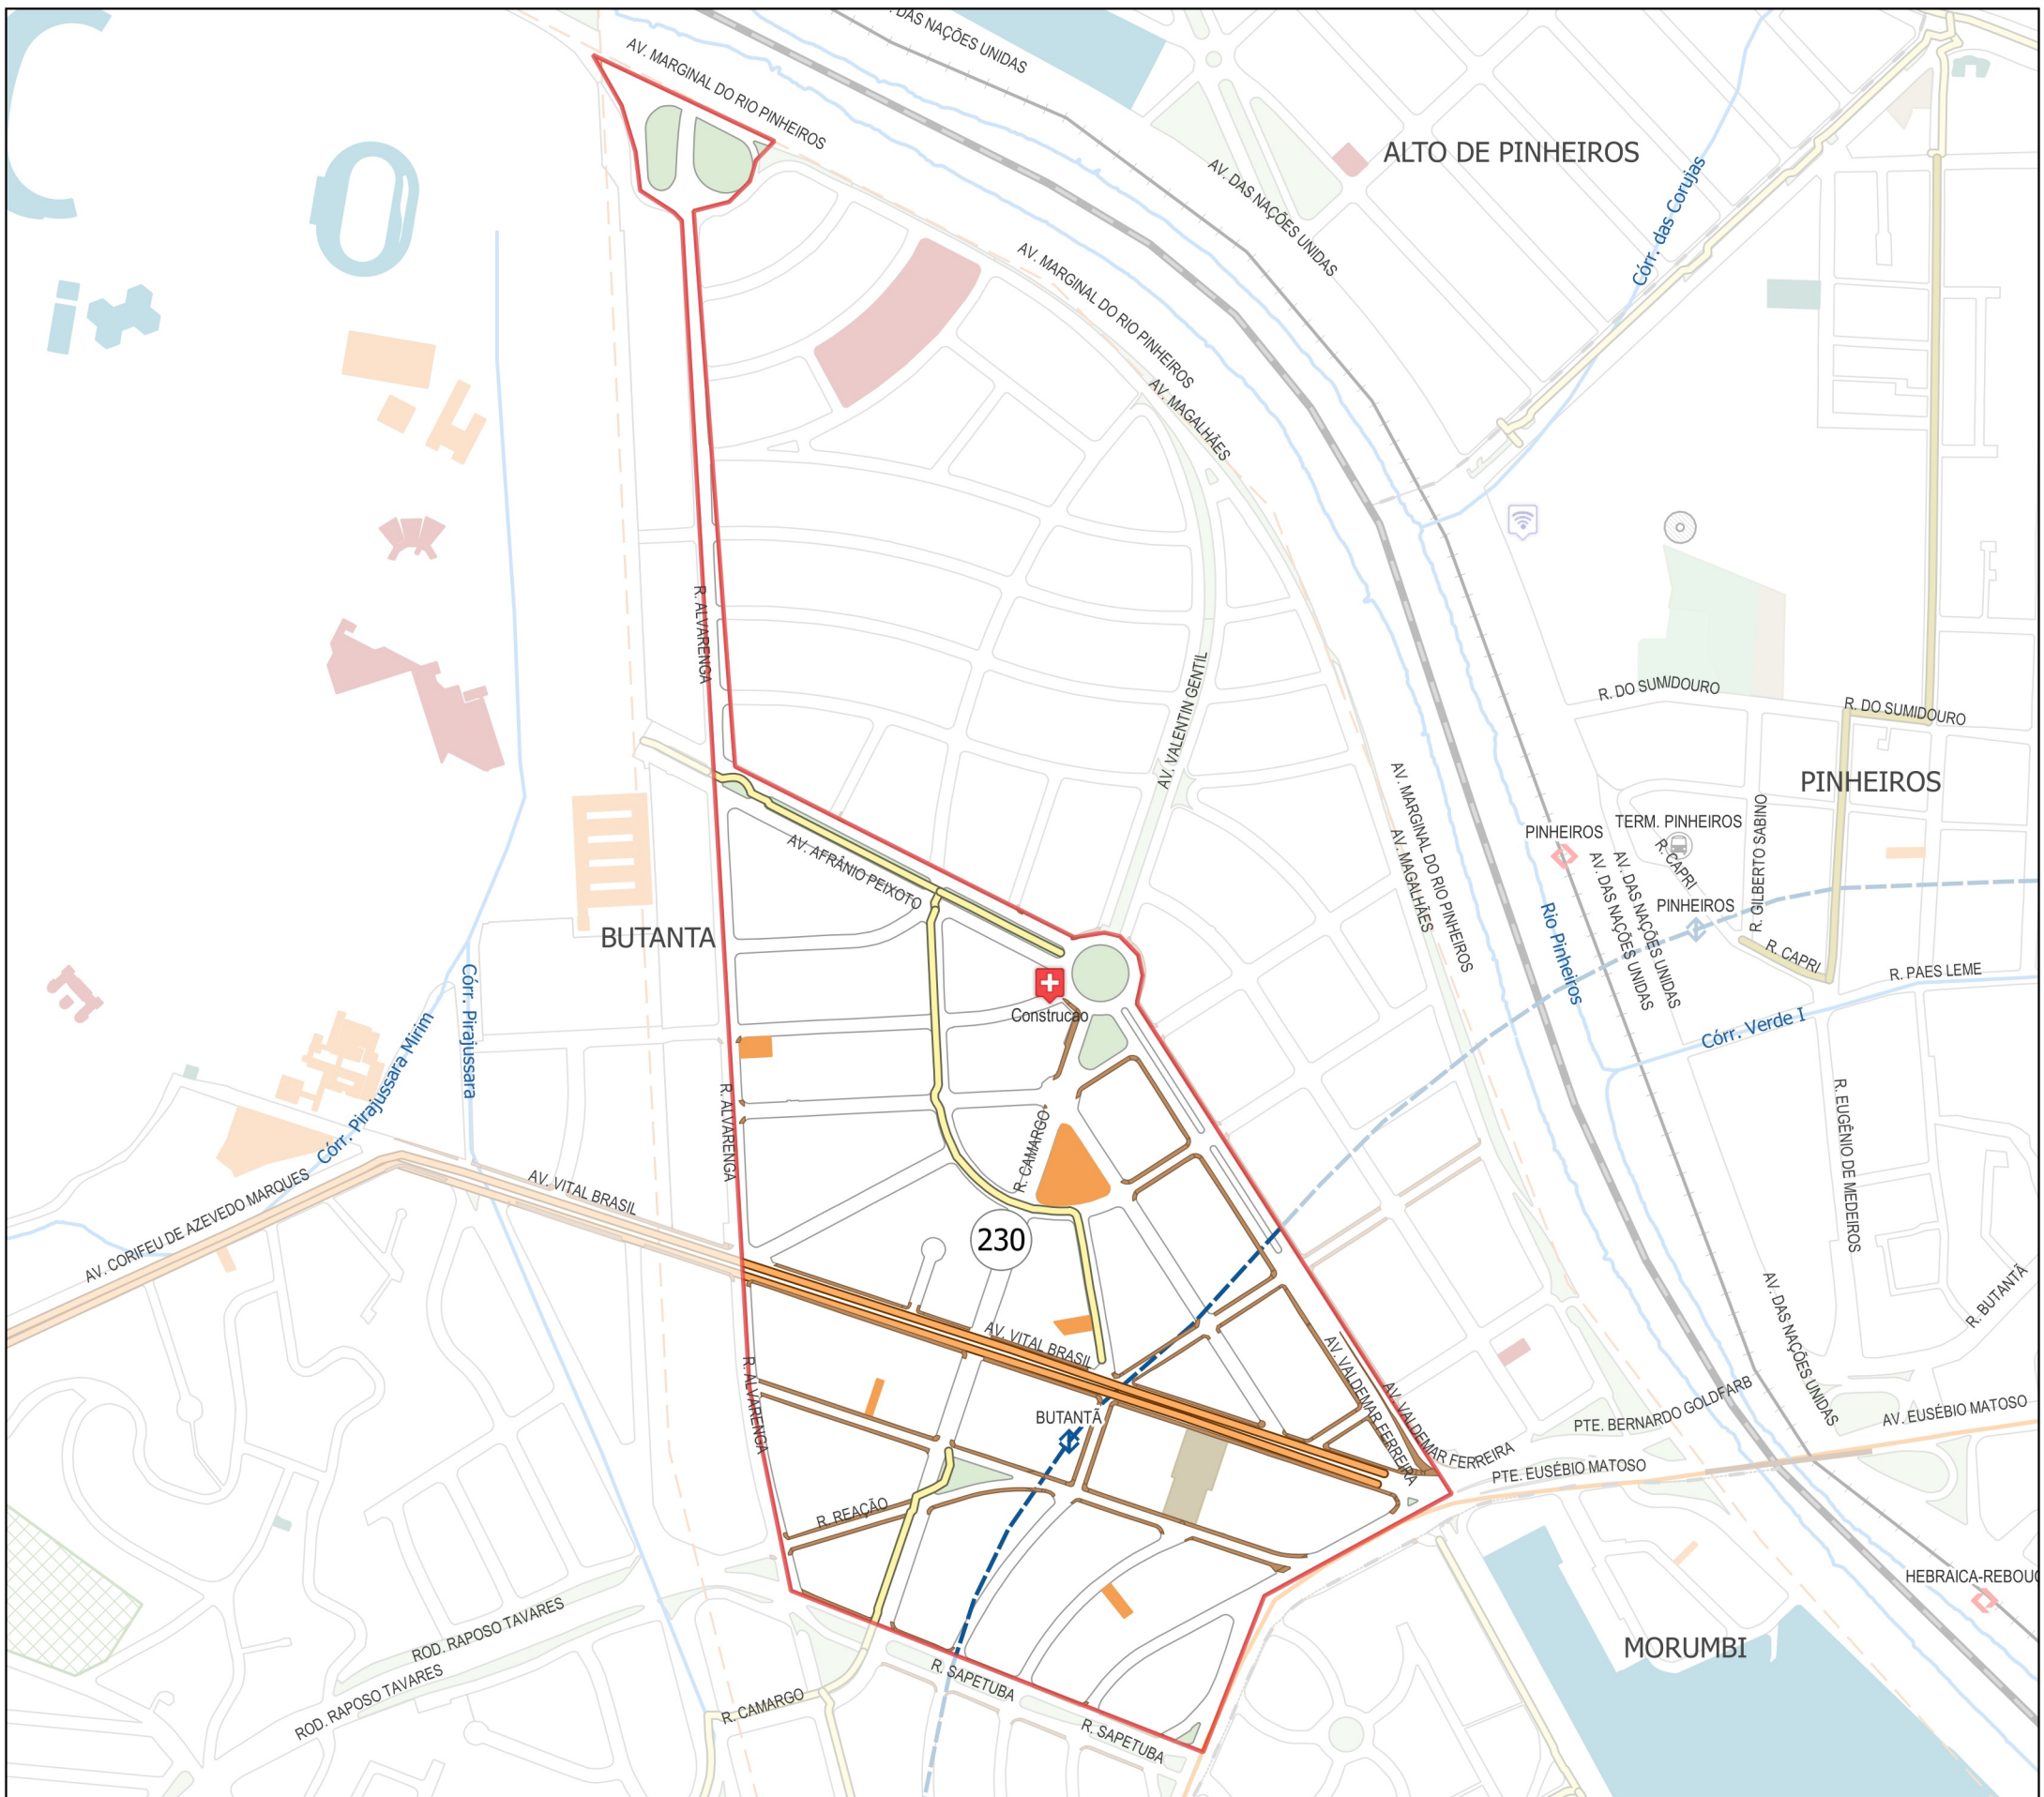 DAS NAÇÕES UNIDAS
AV. MARGINAL DO RIO PINHEIROS
ALTO DE PINHEIROS
AV. DAS NAÇÕES UNIDAS
Córr. das Corujas
AV. MARGINAL DO RIO PINHEIROS
AV. MAGALHÃES
R. ALVARENGA
AV. VALENTIN GENTIL
R. DO SUMIDOURO
R. DO SUMIDOURO
PINHEIROS
AV. MARGINAL DO RIO PINHEIROS
AV. MAGALHÃES
PINHEIROS
TERM. PINHEIROS
R. CAPRI
R. GILBERTO SABINO
AV. DAS NAÇÕES UNIDAS
AV. DAS NAÇÕES UNIDAS
PINHEIROS
AV. AFRÂNIO PEIXOTO
BUTANTA
Rio Pinheiros
R. CAPRI
R. PAES LEME
Construcao
Córr. Verde I
Córr. Pirajussara
Córr. Pirajussara Mirim
R. ALVARENGA
R. CAMARGO
R. EUGÊNIO DE MEDEIROS
AV. VITAL BRASIL
AV. CORIFEU DE AZEVEDO MARQUES
230
AV. DAS NAÇÕES UNIDAS
R. BUTANTÃ
AV. VITAL BRASIL
R. ALVARENGA
AV. VALDEMAR FERREIRA
AV. VALDEMAR FERREIRA
BUTANTÃ
PTE. BERNARDO GOLDFARB
AV. EUSÉBIO MATOSO
PTE. EUSÉBIO MATOSO
R. REAÇÃO
HEBRAICA-REBOUÇ
ROD. RAPOSO TAVARES
MORUMBI
ROD. RAPOSO TAVARES
R. SAPETUBA
R. CAMARGO
R. SAPETUBA